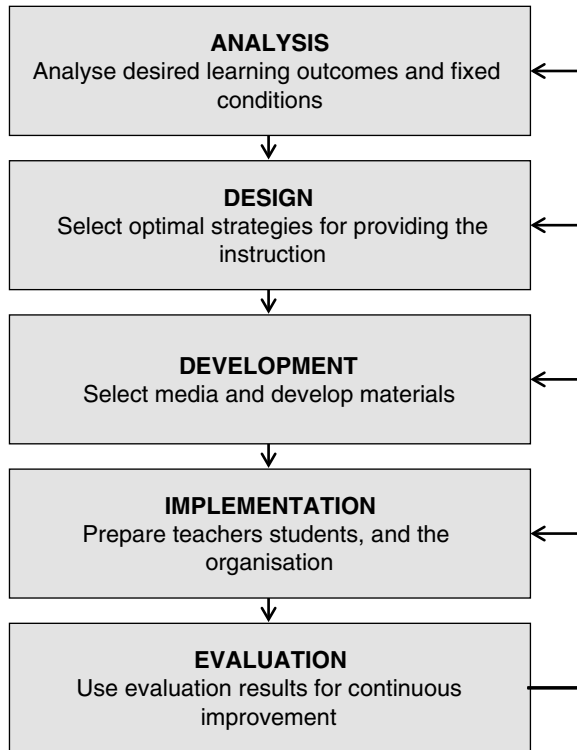 ANALYSIS
Analyse desired learning outcomes and fixed
conditions
DESIGN
Select optimal strategies for providing the
instruction
DEVELOPMENT
Select media and develop materials
IMPLEMENTATION
Prepare teachers students, and the
organisation
EVALUATION
Use evaluation results for continuous
improvement